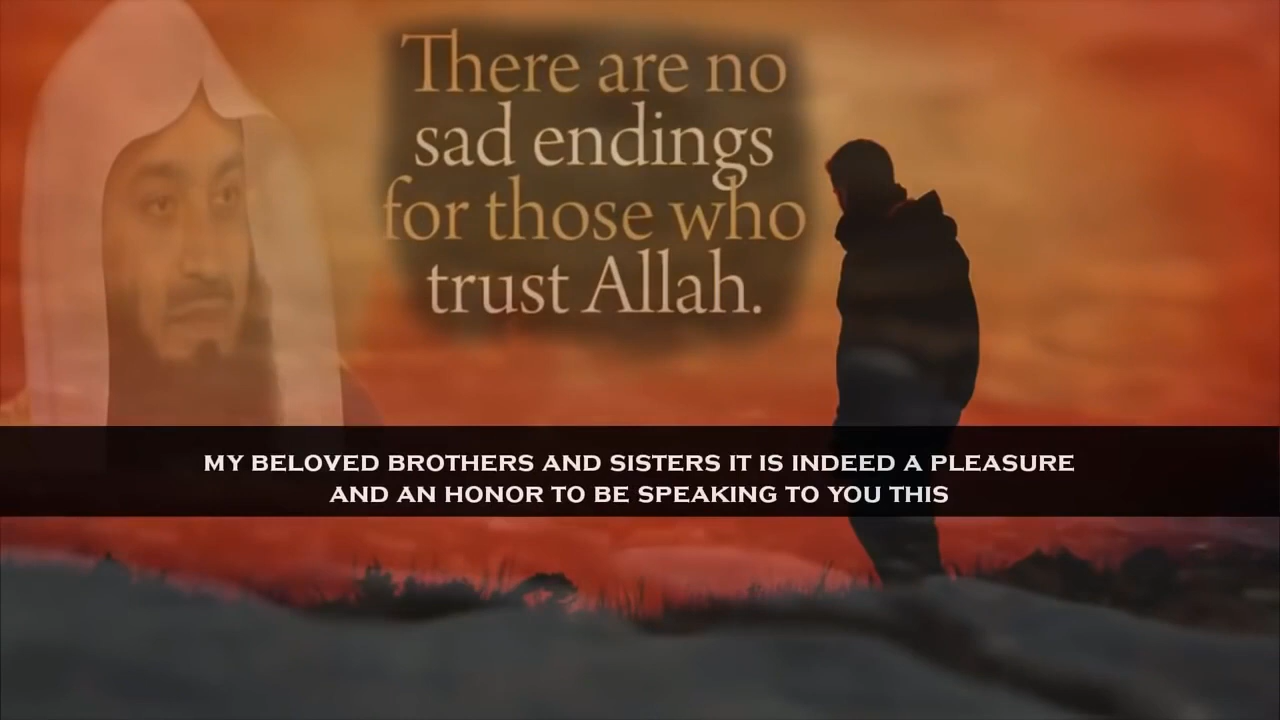 There are no
sad endings
for those who
trust Allah.
MY BELOVED BROTHERS AND SISTERS IT IS INDEED A PLEASURE
AND AN HONOR TO BE SPEAKING TO YOU THIS